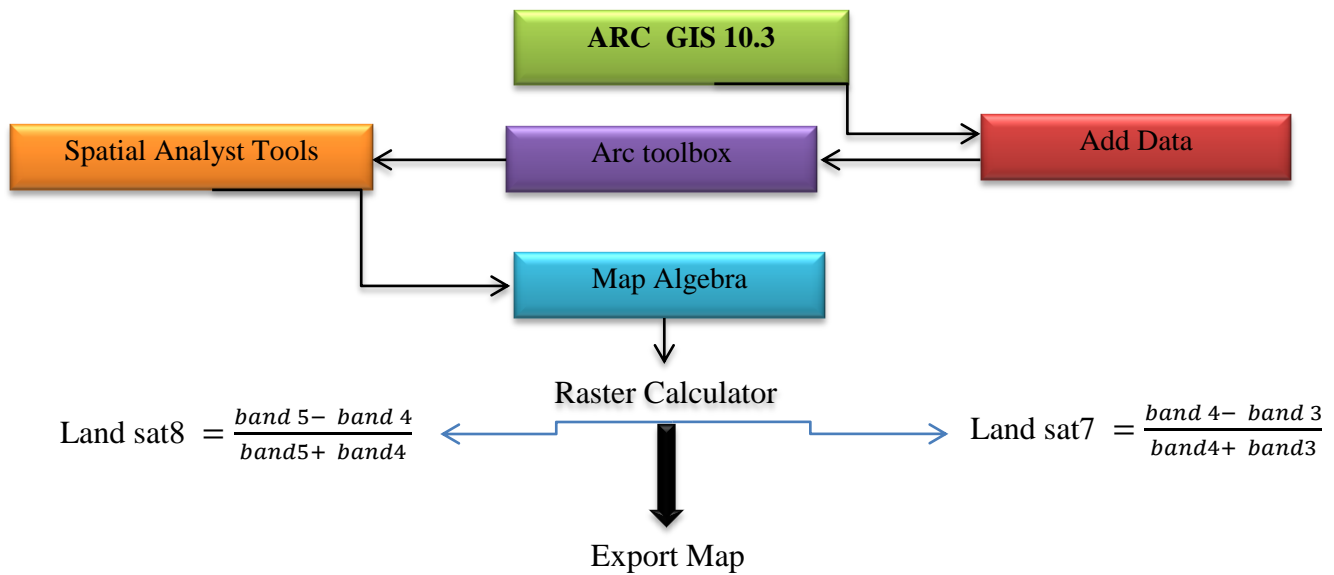 ARC GIS 10.3
Add Data
Arc toolbox
Spatial Analyst Tools
Map Algebra
Raster Calculator
Land sat8 = band 5− band 4 / band5+ band4
Land sat7 = band 4− band 3 / band4+ band3
Export Map